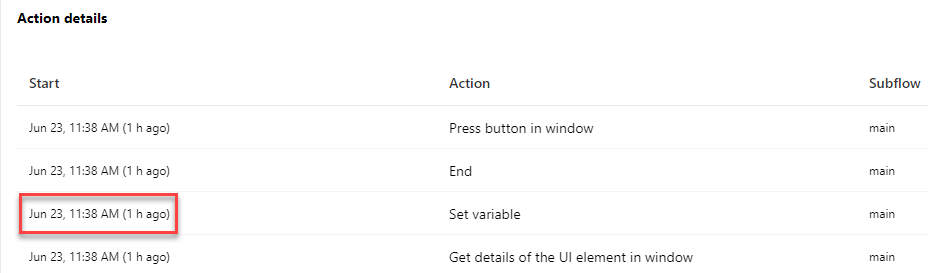 Action details
Start Action Subflow
Jun 23, 11:38 AM (1 h ago) Press button in window main
Jun 23, 11:38 AM (1 h ago) End main
Jun 23, 11:38 AM (1 h ago) Set variable main
Jun 23, 11:38 AM (1 h ago) Get details of the UI element in window main